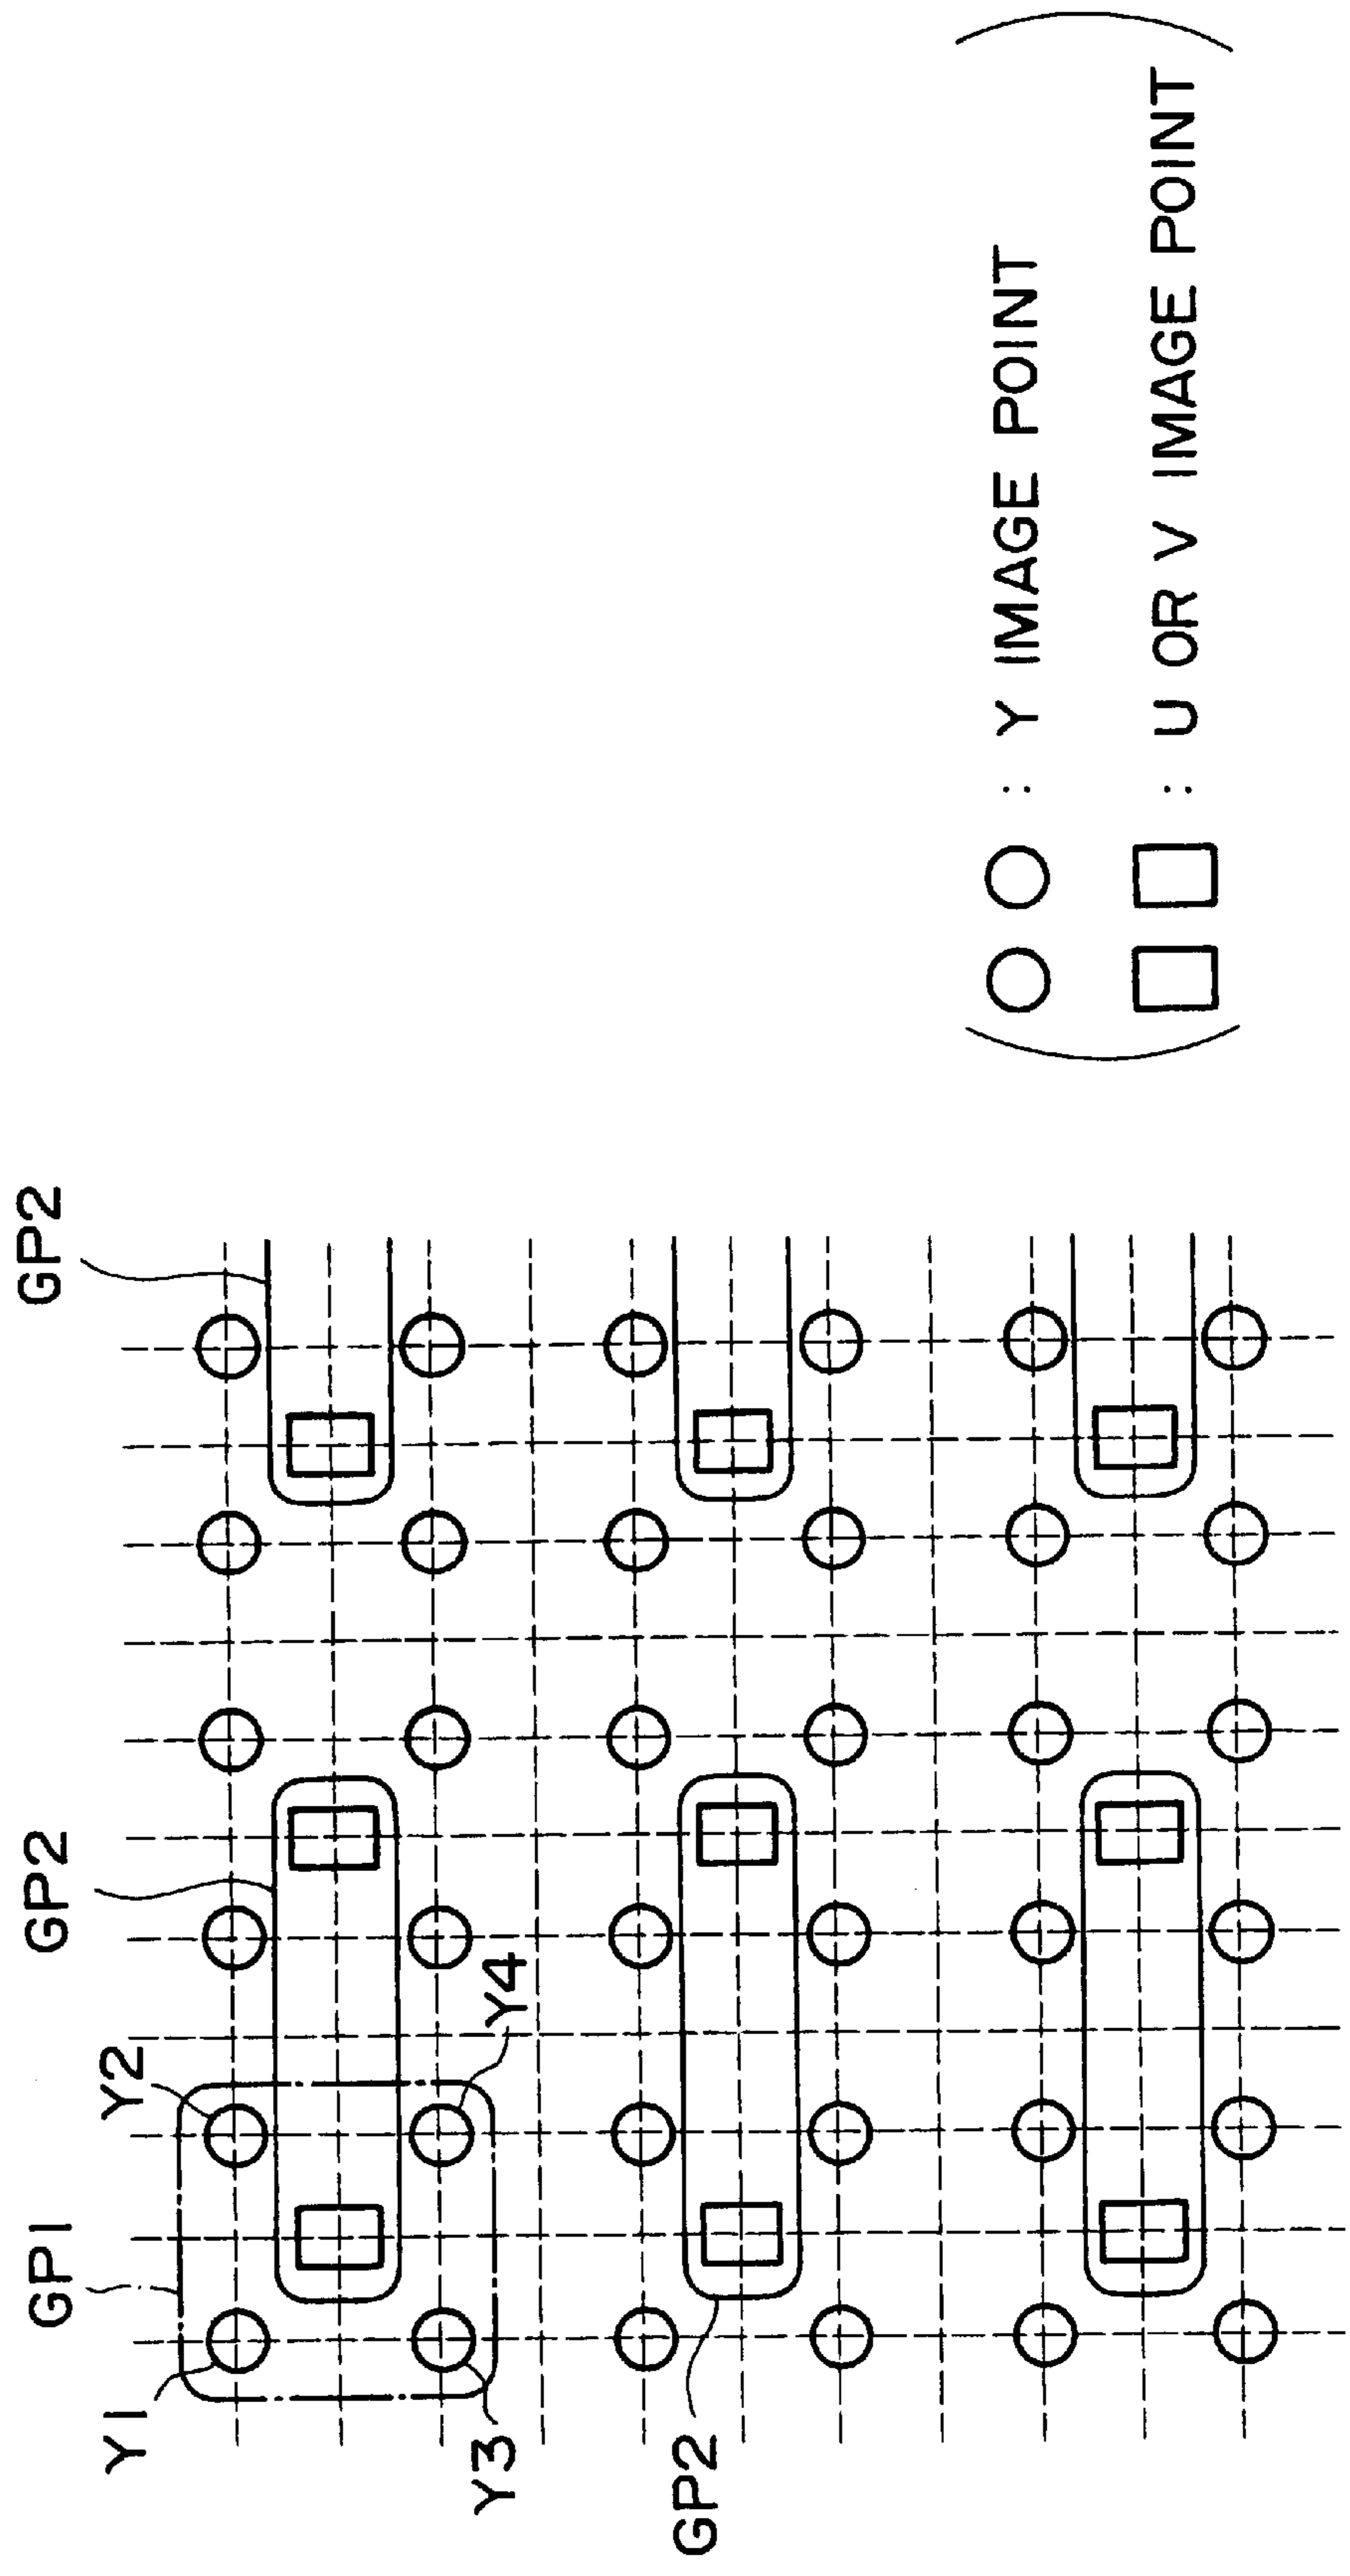 GP1
GP2
GP2
Y1
Y2
Y3
Y4
GP2
: Y IMAGE POINT
: U OR V IMAGE POINT